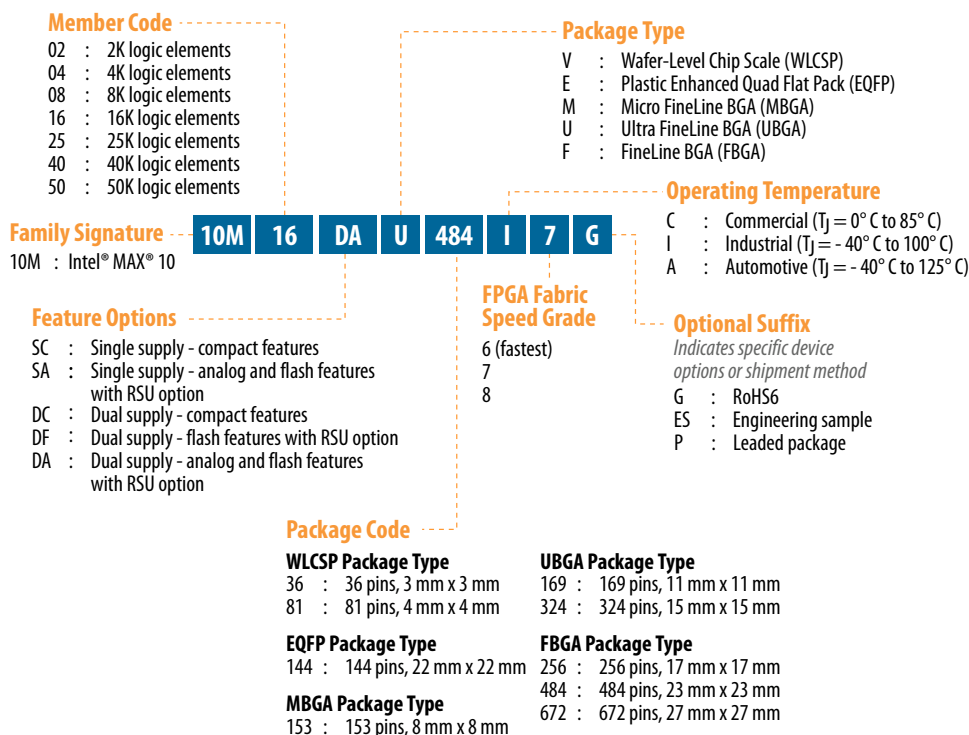 Member Code
02 : 2K logic elements
04 : 4K logic elements
08 : 8K logic elements
16 : 16K logic elements
25 : 25K logic elements
40 : 40K logic elements
50 : 50K logic elements
Package Type
V : Wafer-Level Chip Scale (WLCSP)
E : Plastic Enhanced Quad Flat Pack (EQFP)
M : Micro FineLine BGA (MBGA)
U : Ultra FineLine BGA (UBGA)
F : FineLine BGA (FBGA)
Operating Temperature
C : Commercial (TJ = 0° C to 85° C)
I : Industrial (TJ = - 40° C to 100° C)
A : Automotive (TJ = - 40° C to 125° C)
Family Signature
10M : Intel® MAX® 10
10M 16 DA U 484 I 7 G
Feature Options
SC : Single supply - compact features
SA : Single supply - analog and flash features
with RSU option
DC : Dual supply - compact features
DF : Dual supply - flash features with RSU option
DA : Dual supply - analog and flash features
with RSU option
FPGA Fabric
Speed Grade
6 (fastest)
7
8
Optional Suffix
Indicates specific device
options or shipment method
G : RoHS6
ES : Engineering sample
P : Leaded package
Package Code
WLCSP Package Type
36 : 36 pins, 3 mm x 3 mm
81 : 81 pins, 4 mm x 4 mm
EQFP Package Type
144 : 144 pins, 22 mm x 22 mm
MBGA Package Type
153 : 153 pins, 8 mm x 8 mm
UBGA Package Type
169 : 169 pins, 11 mm x 11 mm
324 : 324 pins, 15 mm x 15 mm
FBGA Package Type
256 : 256 pins, 17 mm x 17 mm
484 : 484 pins, 23 mm x 23 mm
672 : 672 pins, 27 mm x 27 mm